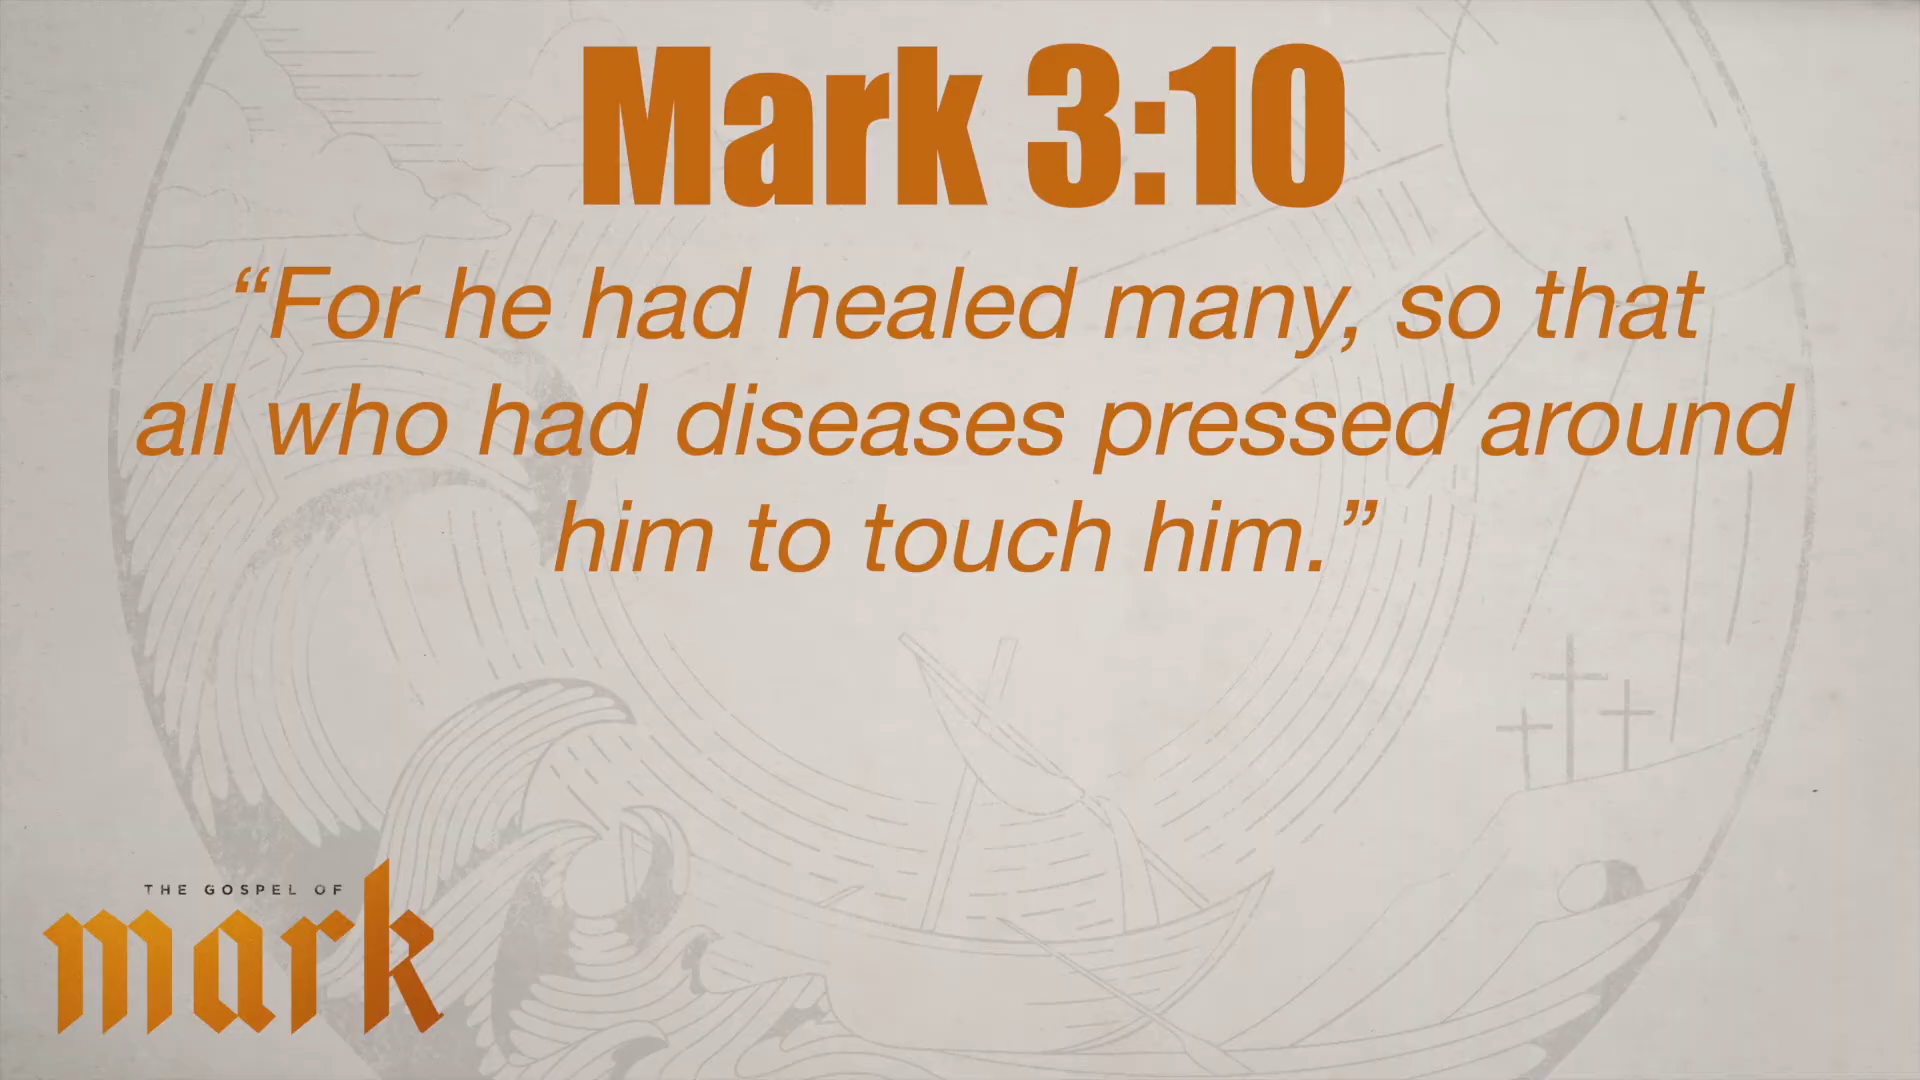 Mark 3:10
“For he had healed many, so that
all who had diseases pressed around
him to touch him.”
THE GOSPEL OF
mark